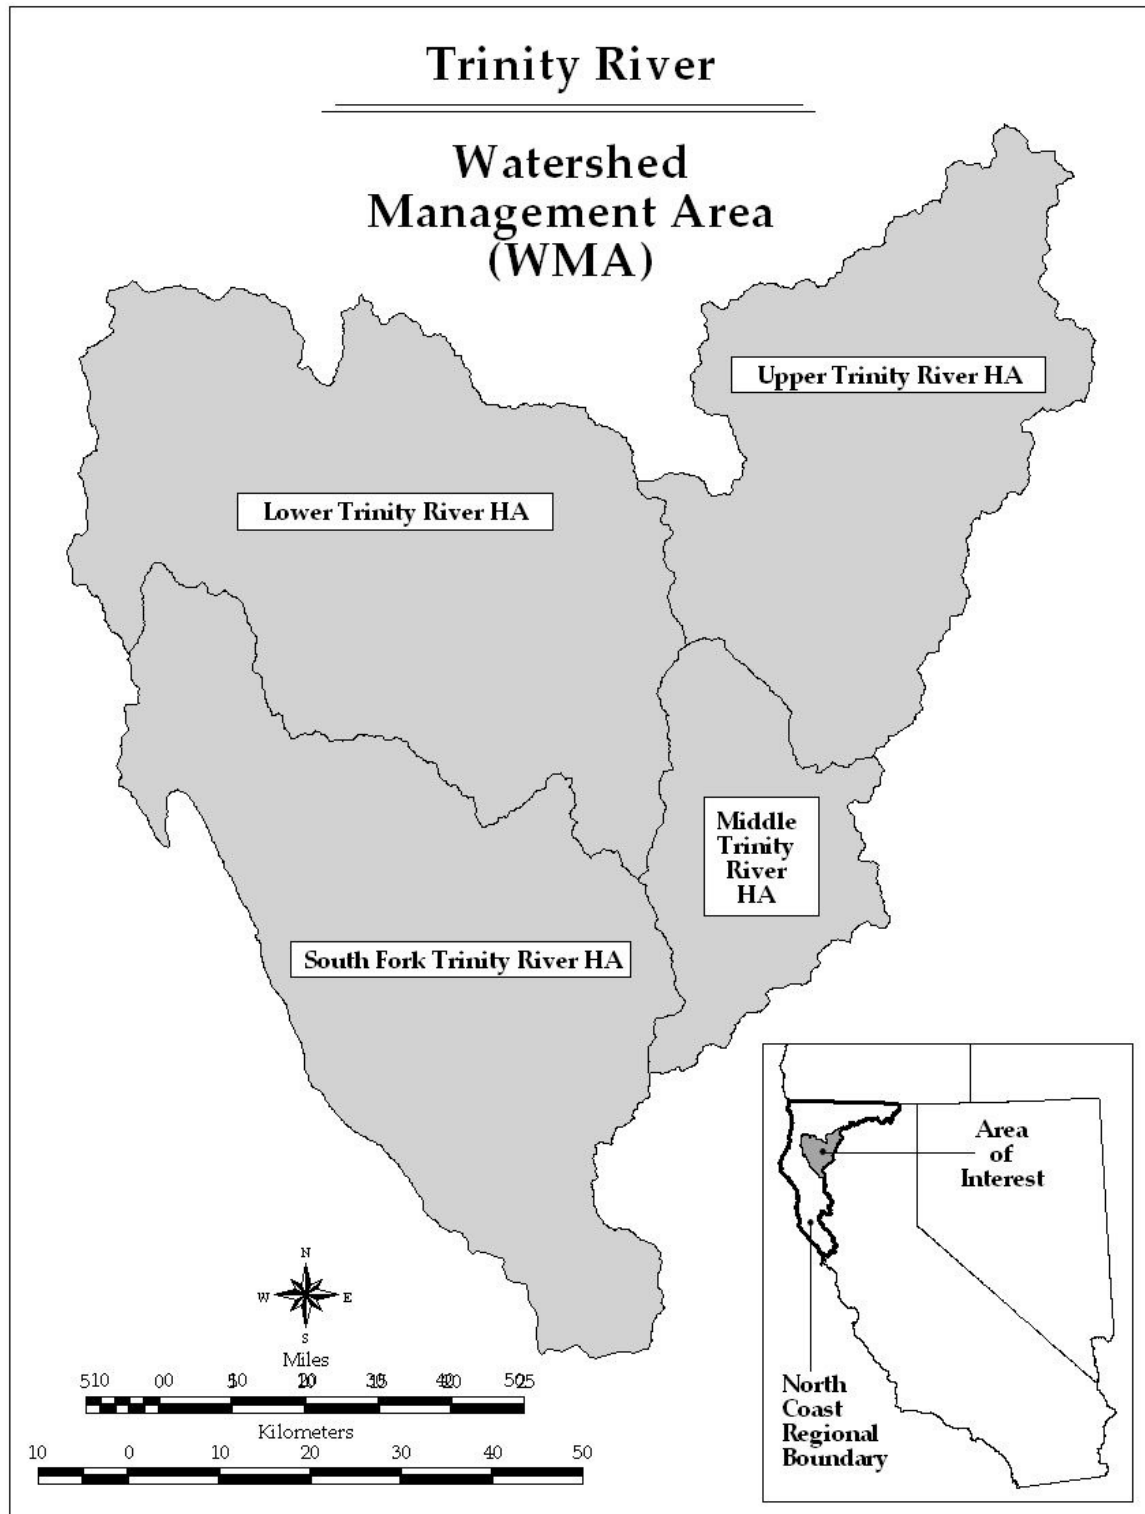 Trinity River
Watershed
Management Area
(WMA)
Upper Trinity River HA
Lower Trinity River HA
Middle
Trinity
River
HA
South Fork Trinity River HA
Area
of
Interest
N
W E
S
North
Coast
Regional
Boundary
Miles
Kilometers
10 0 10 20 30 40 50